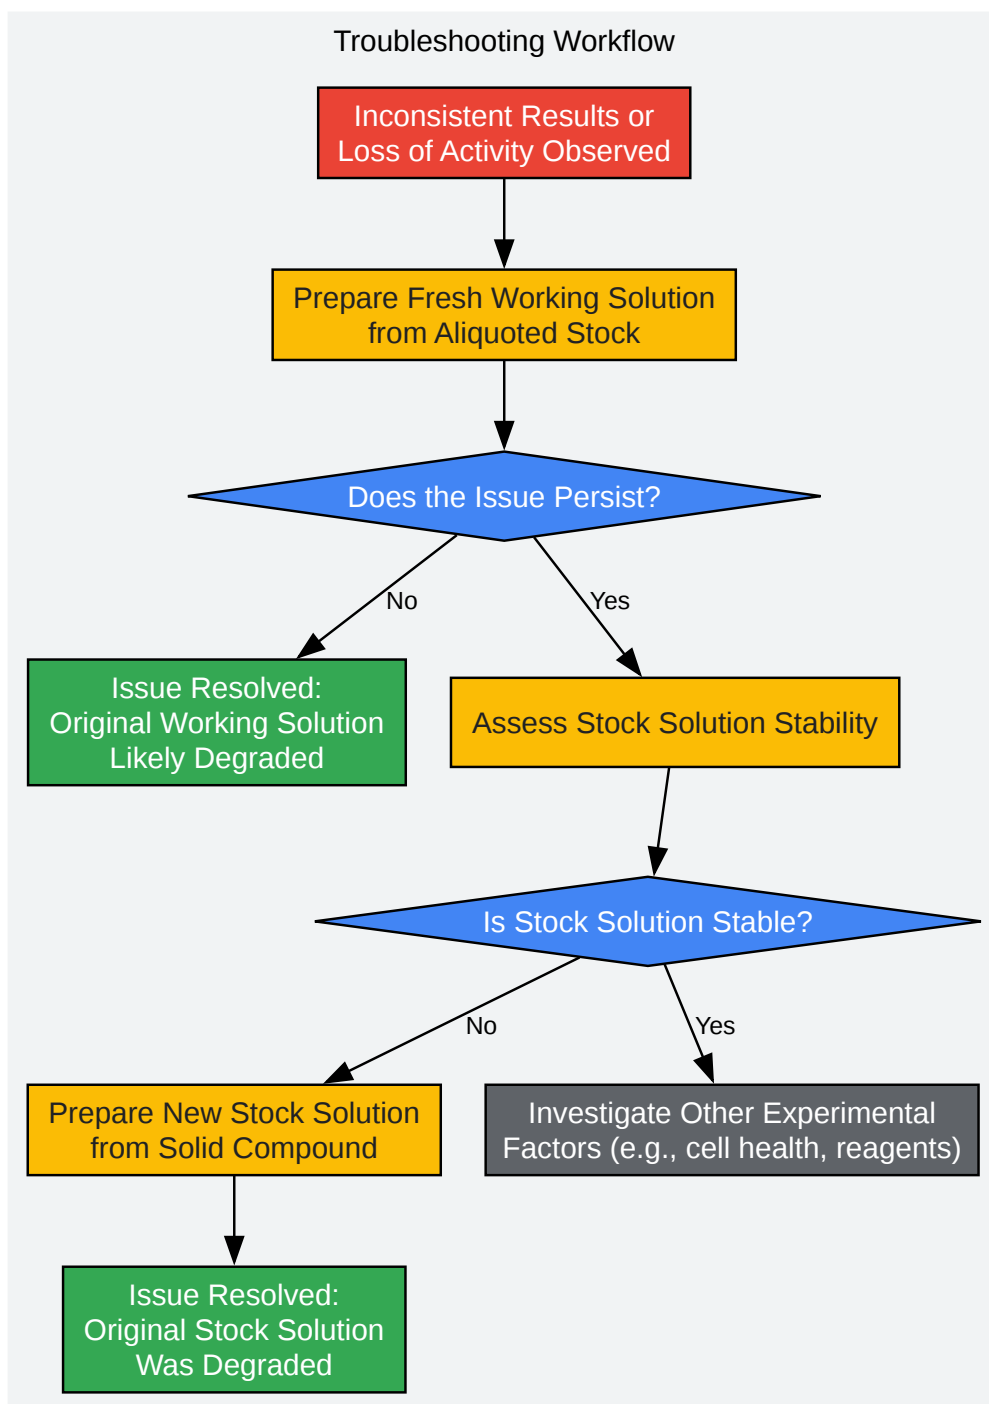 Troubleshooting Workflow
Inconsistent Results or
Loss of Activity Observed
Prepare Fresh Working Solution
from Aliquoted Stock
Does the Issue Persist?
No
Yes
Issue Resolved:
Original Working Solution
Likely Degraded
Assess Stock Solution Stability
Is Stock Solution Stable?
No
Yes
Prepare New Stock Solution
from Solid Compound
Investigate Other Experimental
Factors (e.g., cell health, reagents)
Issue Resolved:
Original Stock Solution
Was Degraded